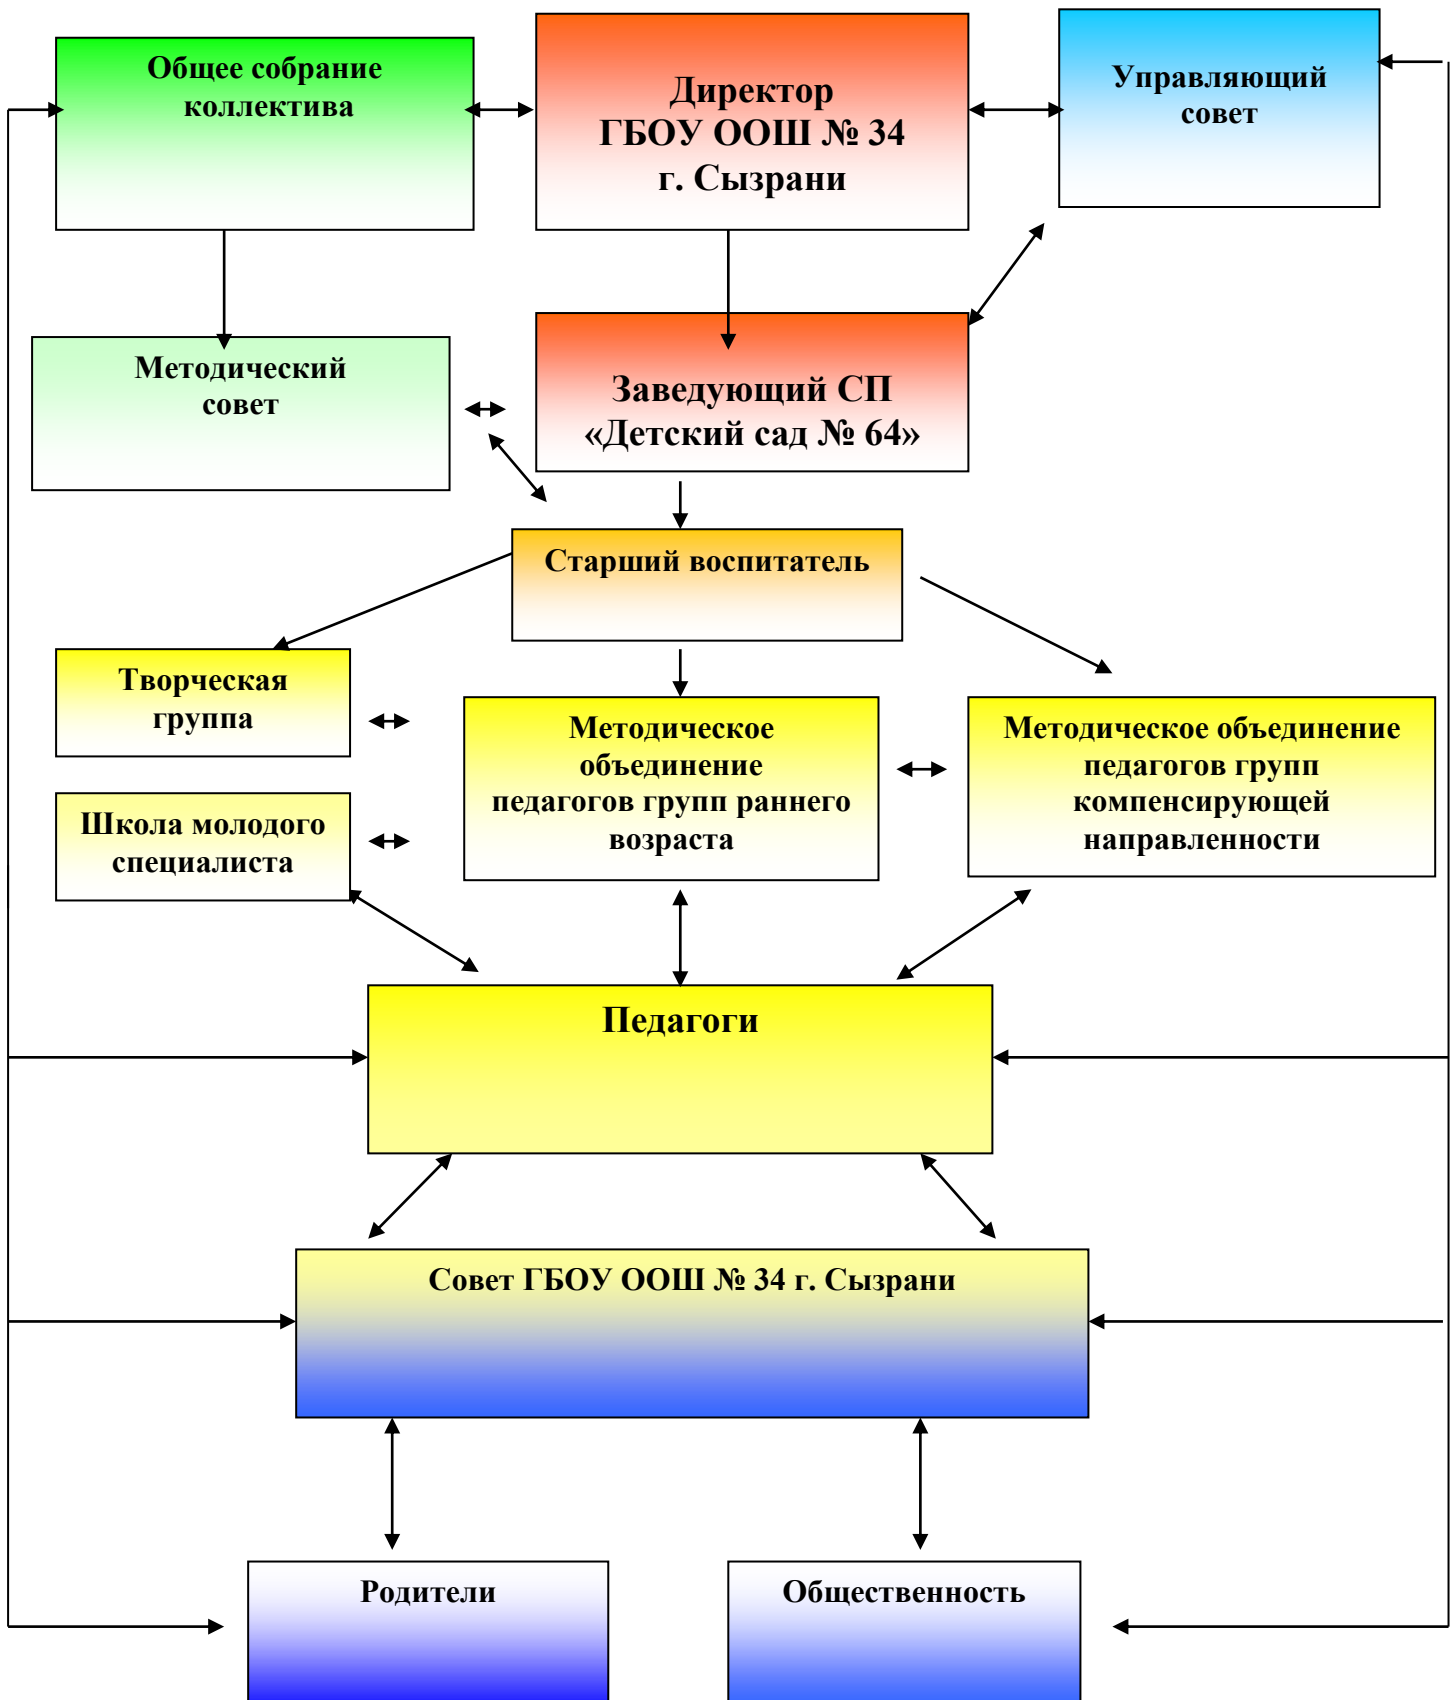 Общее собрание
коллектива
Директор
ГБОУ ООШ № 34
г. Сызрани
Управляющий
совет
Методический
совет
Заведующий СП
«Детский сад № 64»
Старший воспитатель
Творческая
группа
Методическое
объединение
педагогов групп раннего
возраста
Методическое объединение
педагогов групп
компенсирующей
направленности
Школа молодого
специалиста
Педагоги
Совет ГБОУ ООШ № 34 г. Сызрани
Родители
Общественность